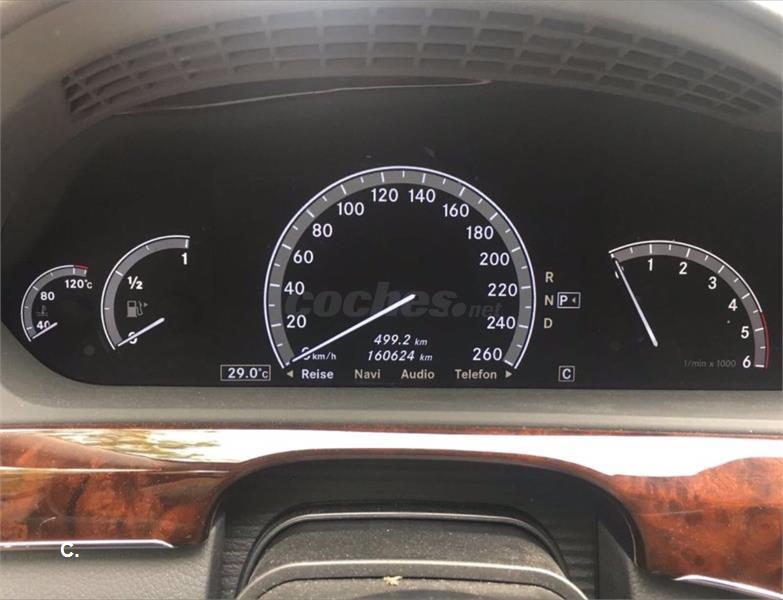 120 140
100 160
80 180
60 200
40 220
20 240
0 km/h 260
499.2 km
160624 km
Reise Navi Audio Telefon
29.0°C
40 80 120°C
0 ½ 1
R
N P
D
C
1 2 3 4 5 6
1/min x 1000
coches.net
C.